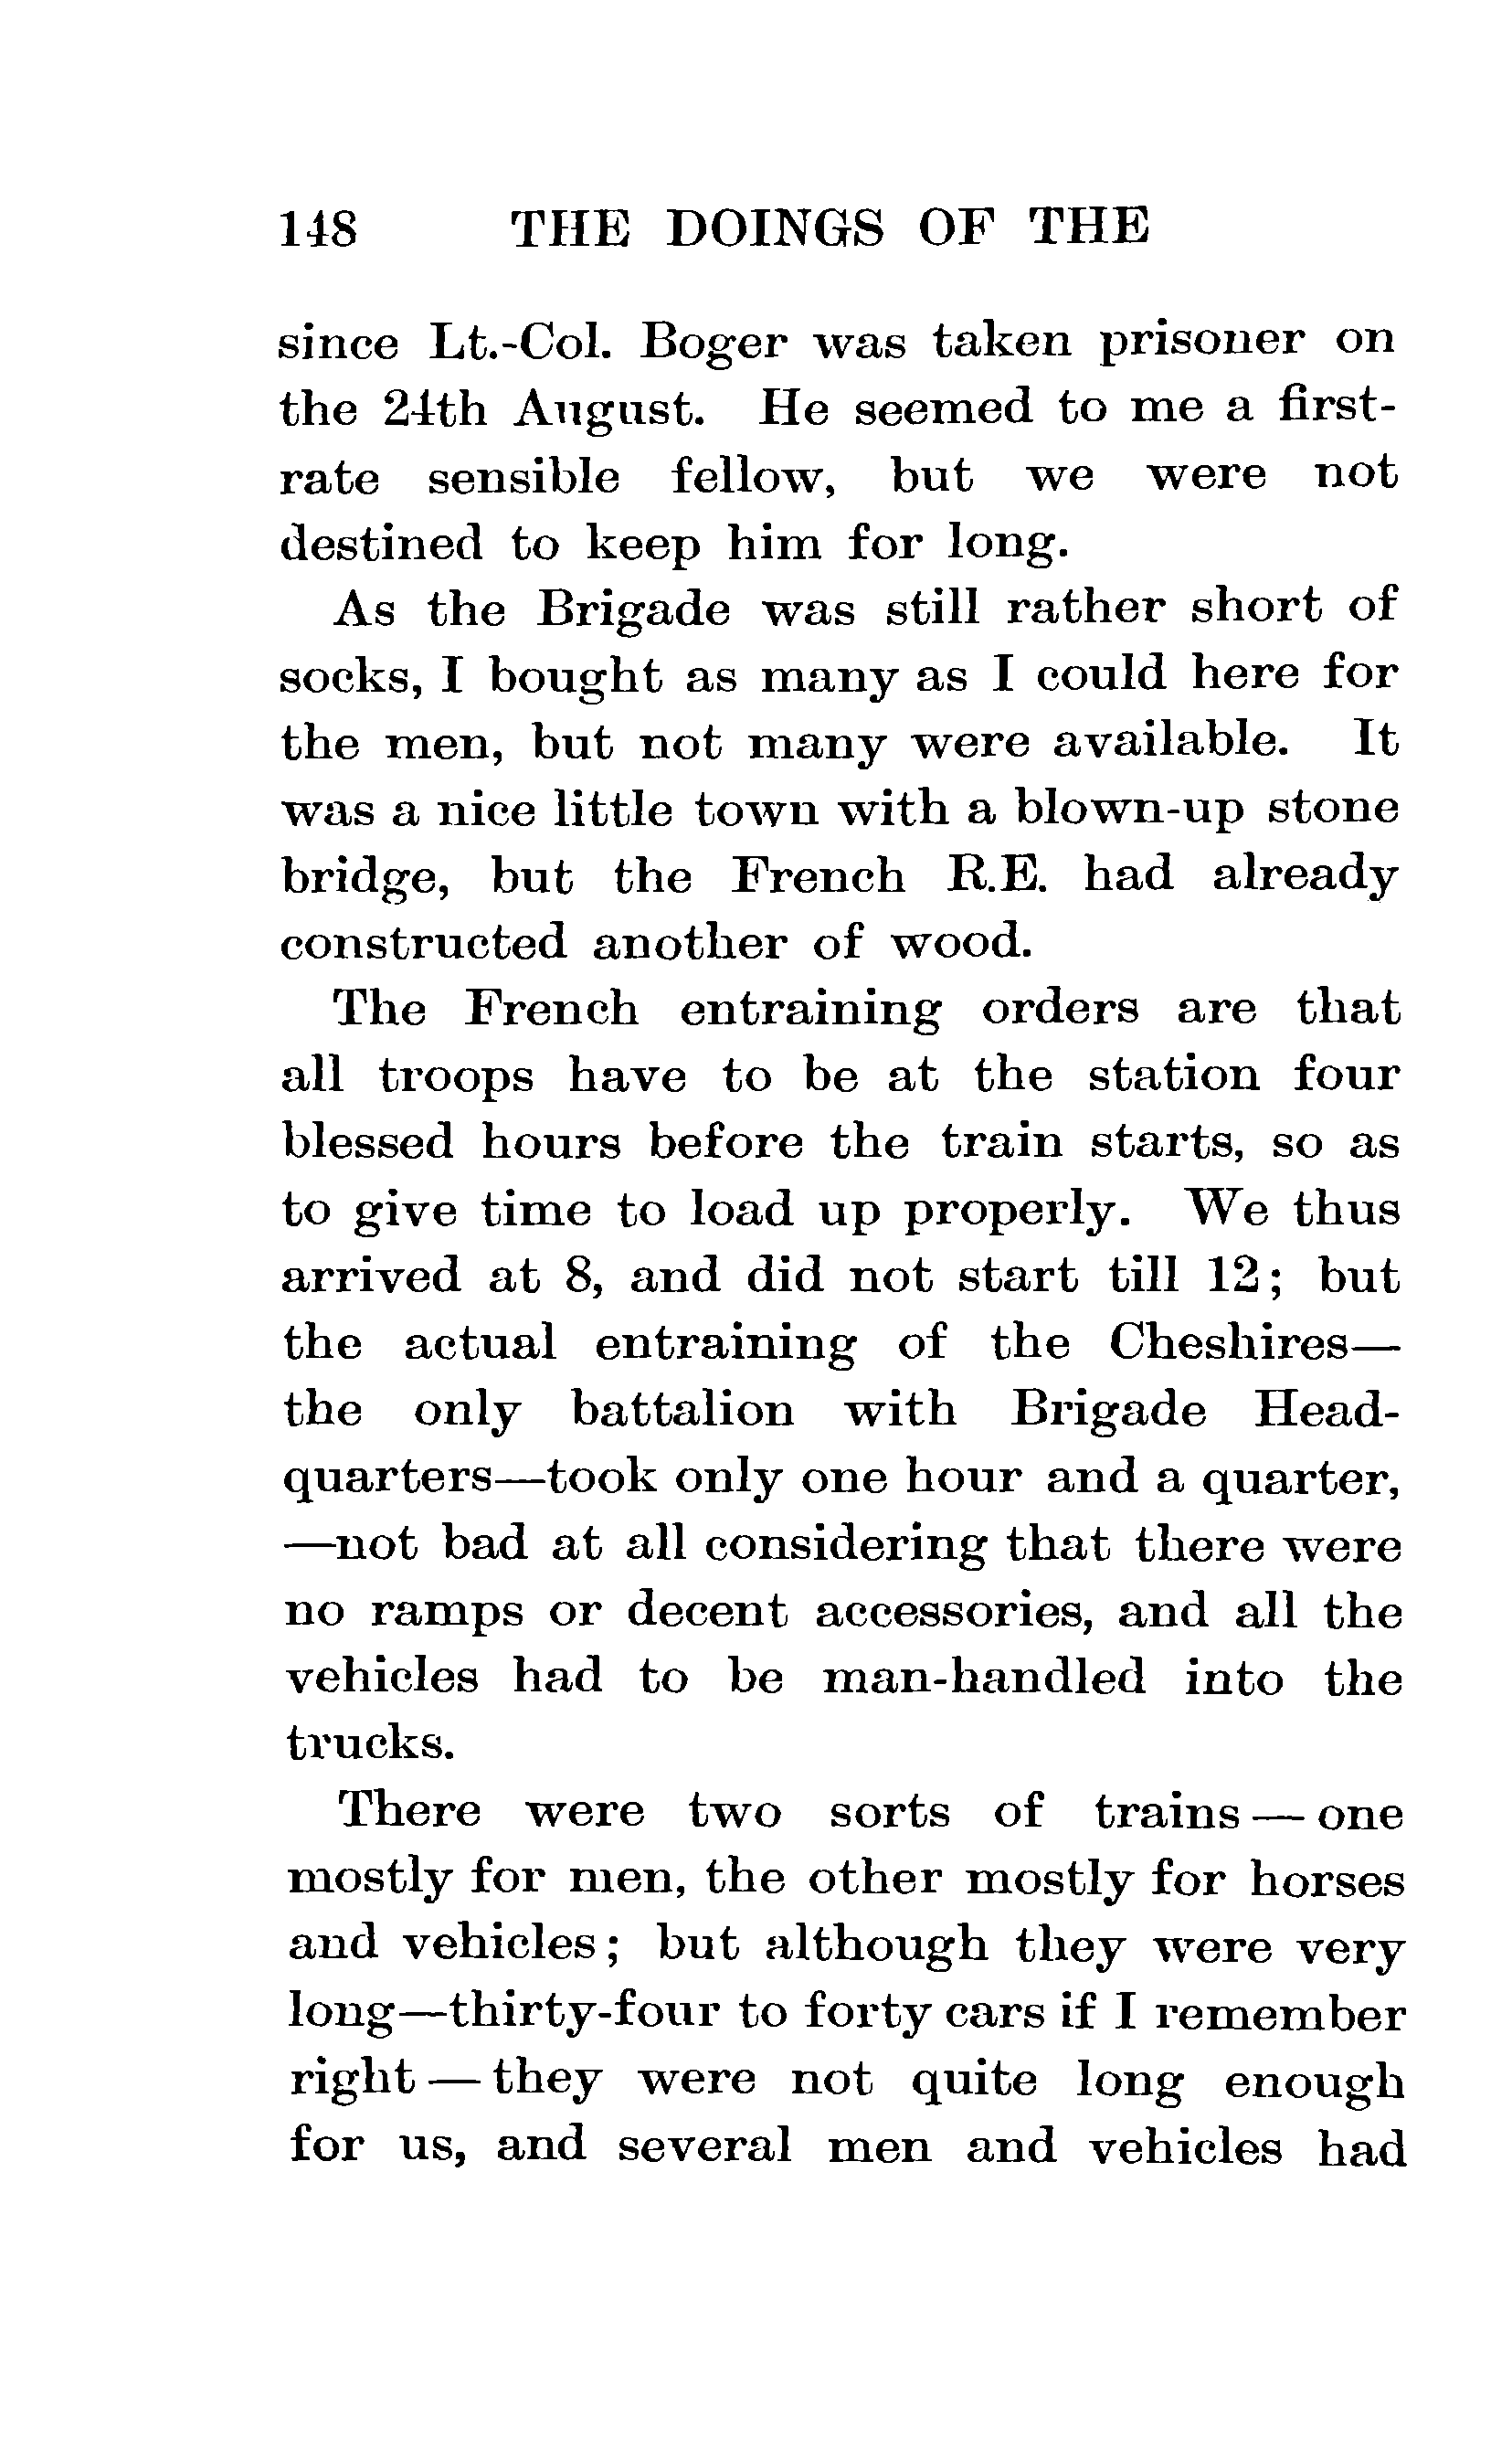 148 THE DOINGS OF THE
since Lt.-Col. Boger was taken prisoner on
the 24th August. He seemed to me a first-
rate sensible fellow, but we were not
destined to keep him for long.
As the Brigade was still rather short of
socks, I bought as many as I could here for
the men, but not many were available. It
was a nice little town with a blown-up stone
bridge, but the French R.E. had already
constructed another of wood.
The French entraining orders are that
all troops have to be at the station four
blessed hours before the train starts, so as
to give time to load up properly. We thus
arrived at 8, and did not start till 12; but
the actual entraining of the Cheshires—
the only battalion with Brigade Head-
quarters—took only one hour and a quarter,
—not bad at all considering that there were
no ramps or decent accessories, and all the
vehicles had to be man-handled into the
trucks.
There were two sorts of trains — one
mostly for men, the other mostly for horses
and vehicles; but although they were very
long—thirty-four to forty cars if I remember
right — they were not quite long enough
for us, and several men and vehicles had